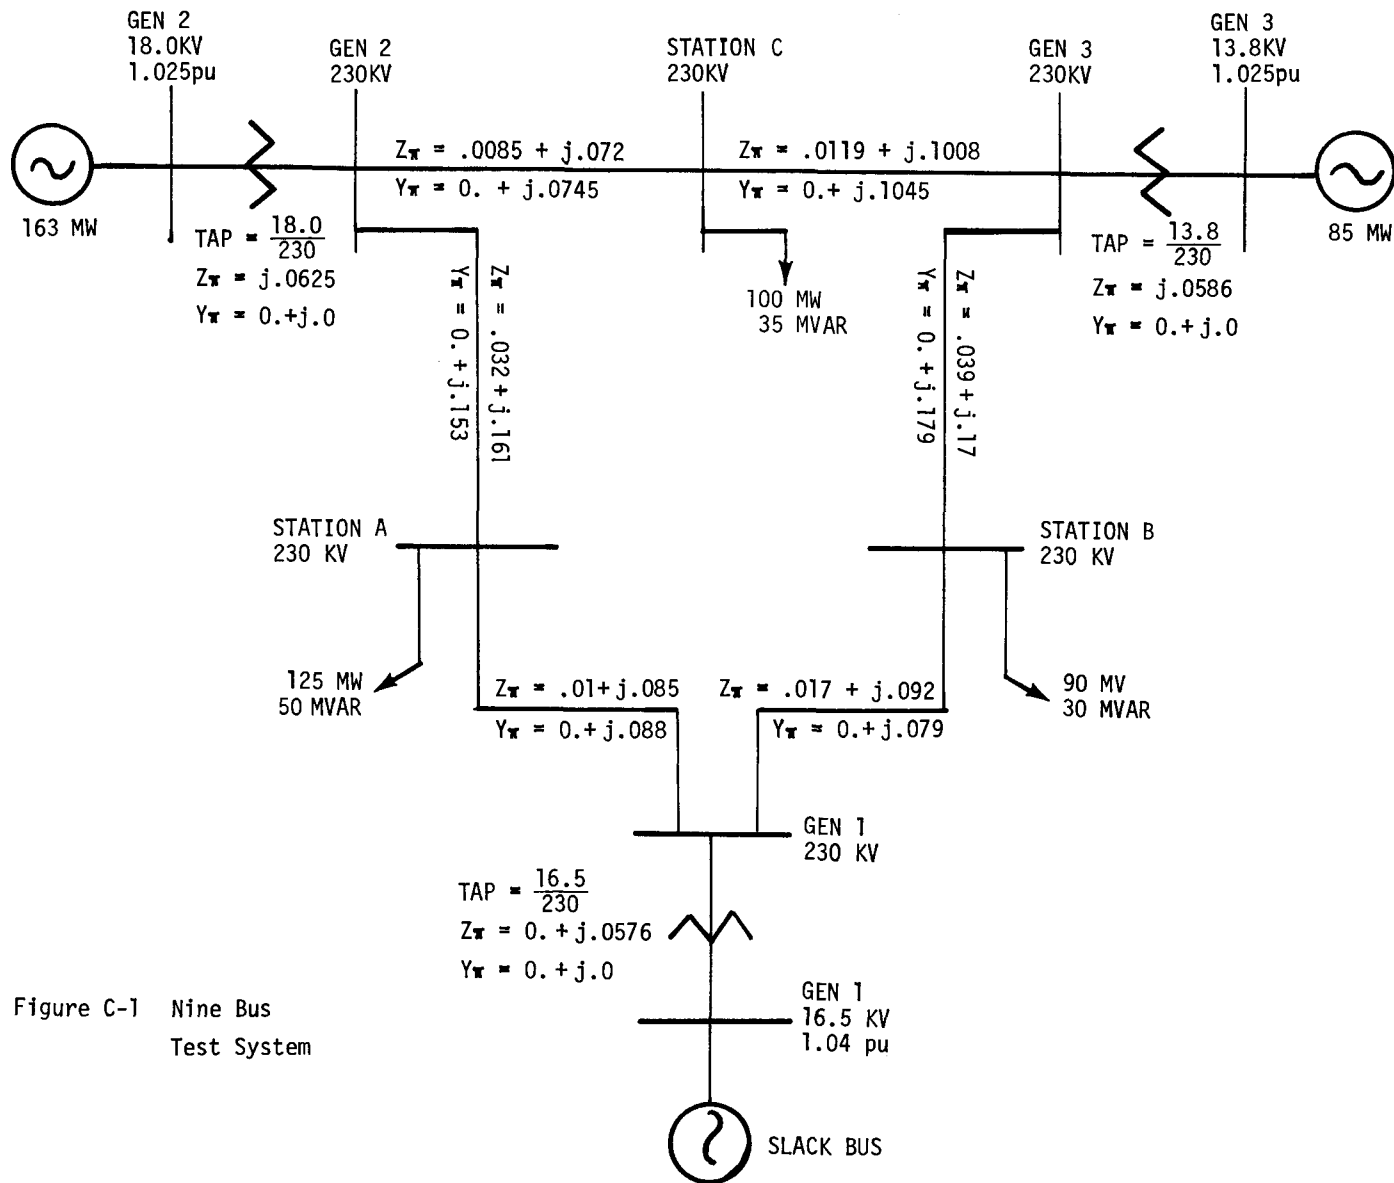 GEN 2
18.0KV
1.025pu
GEN 2
230KV
STATION C
230KV
GEN 3
230KV
GEN 3
13.8KV
1.025pu
163 MW
Zπ = .0085 + j.072
Yπ = 0. + j.0745
Zπ = .0119 + j.1008
Yπ = 0.+ j.1045
85 MW
TAP = 18.0
230
Zπ = j.0625
Yπ = 0.+j.0
Zπ = .032 + j.161
Yπ = 0. + j.153
100 MW
35 MVAR
Zπ = .039 + j.17
Yπ = 0. + j.179
TAP = 13.8
230
Zπ = j.0586
Yπ = 0.+ j.0
STATION A
230 KV
STATION B
230 KV
125 MW
50 MVAR
Zπ = .01+ j.085
Yπ = 0.+ j.088
Zπ = .017 + j.092
Yπ = 0.+ j.079
90 MV
30 MVAR
GEN 1
230 KV
TAP = 16.5
230
Zπ = 0. + j.0576
Yπ = 0. + j.0
GEN 1
16.5 KV
1.04 pu
SLACK BUS
Figure C-1 Nine Bus
Test System